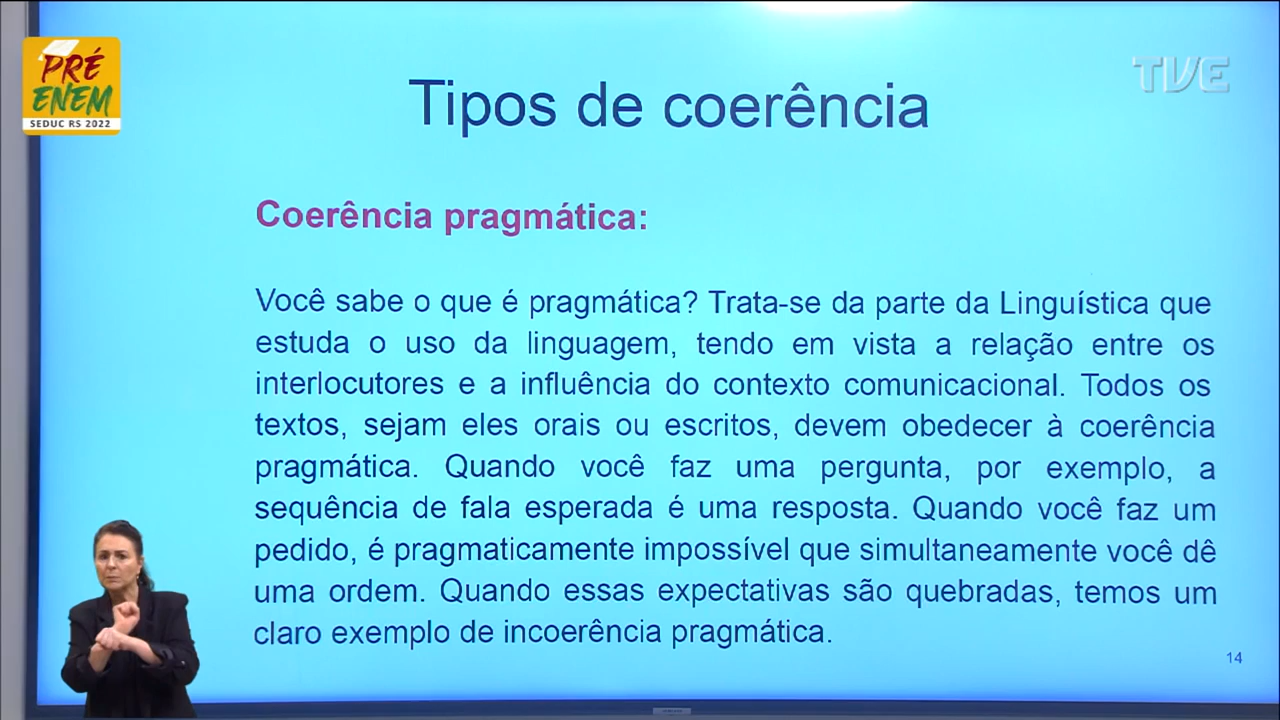 PRÉ
ENEM
SEDUC RS 2022
TVE
Tipos de coerência
Coerência pragmática:
Você sabe o que é pragmática? Trata-se da parte da Linguística que
estuda o uso da linguagem, tendo em vista a relação entre os
interlocutores e a influência do contexto comunicacional. Todos os
textos, sejam eles orais ou escritos, devem obedecer à coerência
pragmática. Quando você faz uma pergunta, por exemplo, a
sequência de fala esperada é uma resposta. Quando você faz um
pedido, é pragmaticamente impossível que simultaneamente você dê
uma ordem. Quando essas expectativas são quebradas, temos um
claro exemplo de incoerência pragmática.
14